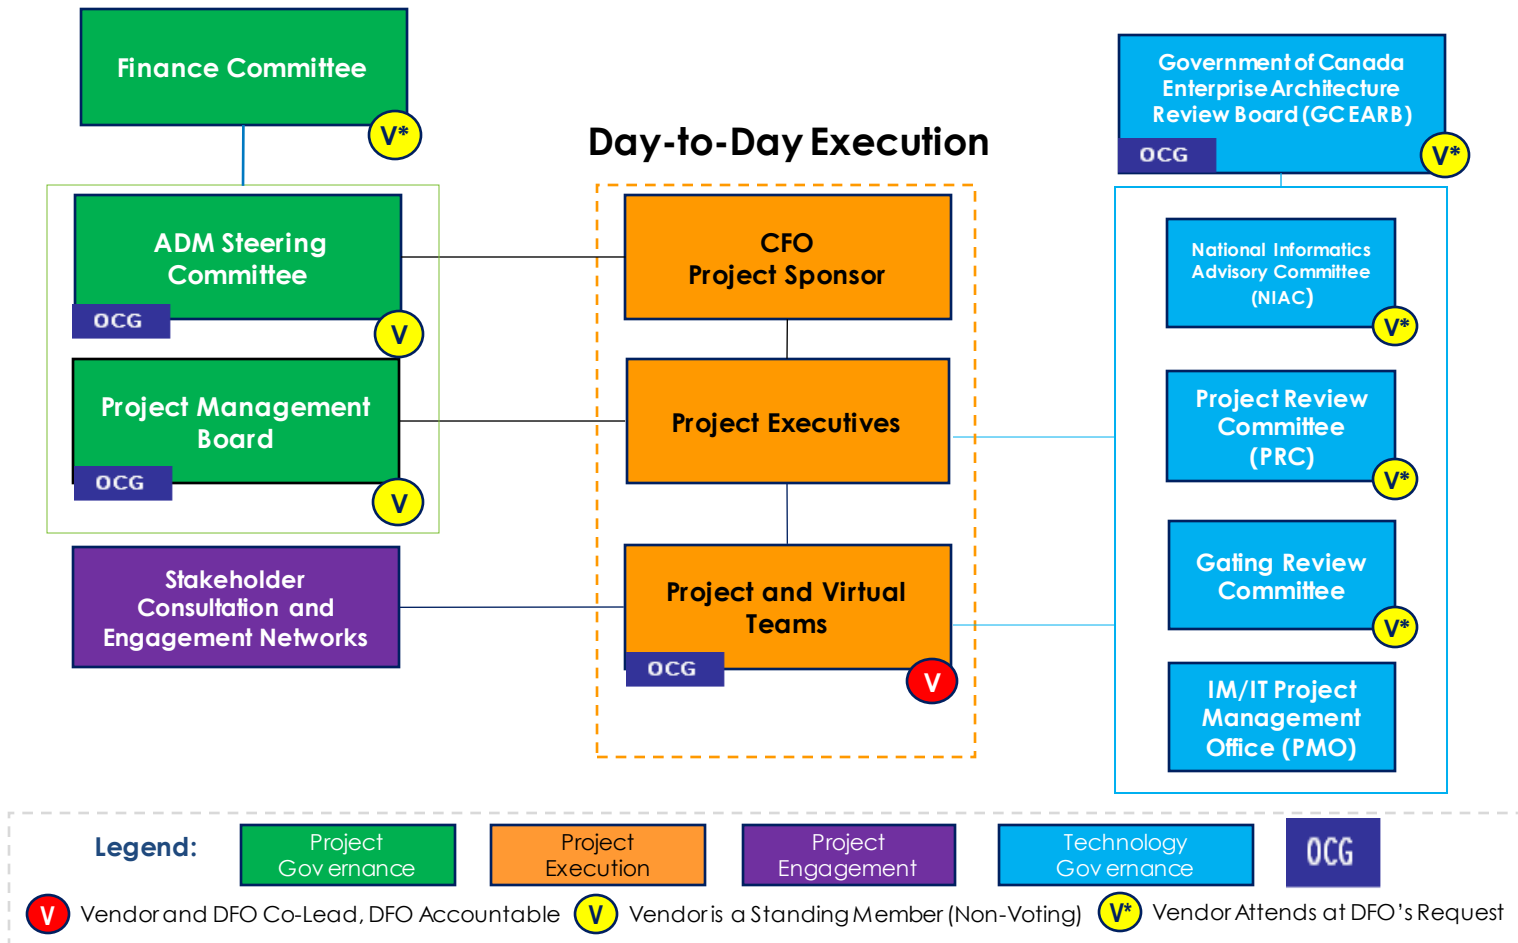 Finance Committee
V*
Government of Canada
Enterprise Architecture
Review Board (GC EARB)
OCG
V*
Day-to-Day Execution
ADM Steering
Committee
OCG
V
CFO
Project Sponsor
National Informatics
Advisory Committee
(NIAC)
V*
Project Management
Board
OCG
V
Project Executives
Project Review
Committee
(PRC)
V*
Stakeholder
Consultation and
Engagement Networks
Project and Virtual
Teams
OCG
V
Gating Review
Committee
V*
IM/IT Project
Management
Office (PMO)
Legend:
Project
Governance
Project
Execution
Project
Engagement
Technology
Governance
OCG
V Vendor and DFO Co-Lead, DFO Accountable
V Vendor is a Standing Member (Non-Voting)
V* Vendor Attends at DFO's Request